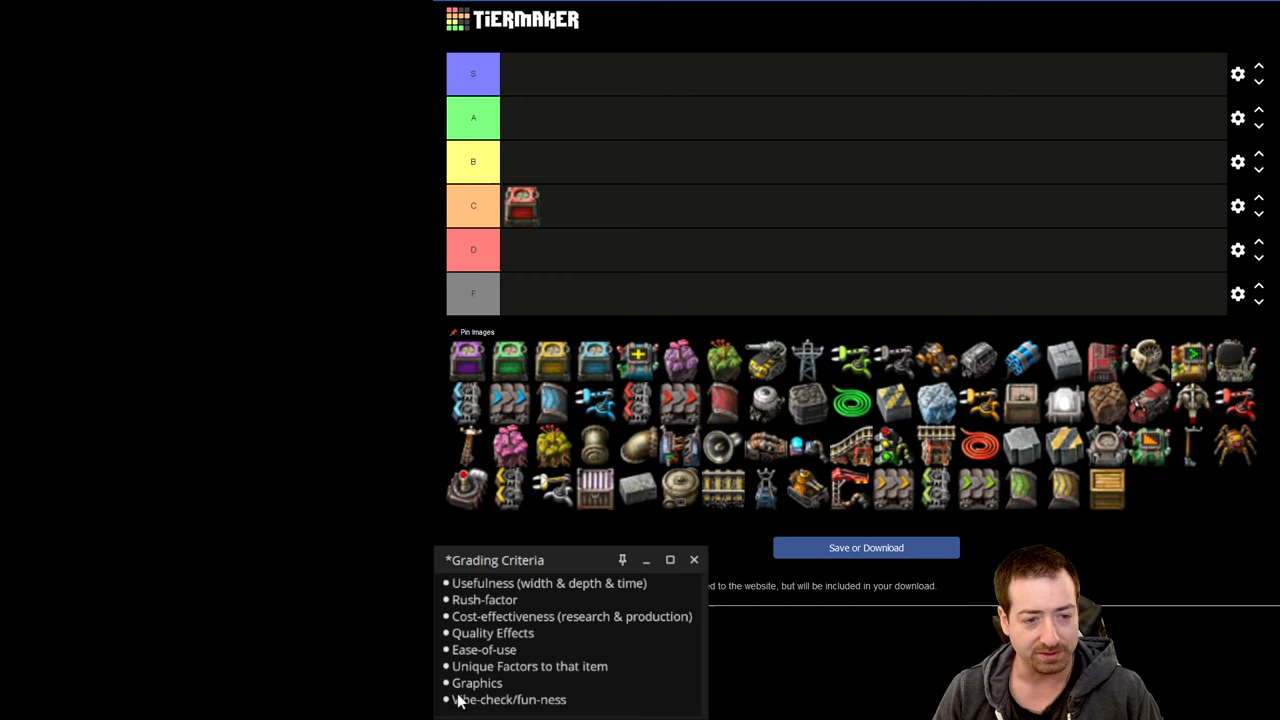 TIERMAKER
S
A
B
C
D
F
Pin Images
Save or Download
*Grading Criteria
Usefulness (width & depth & time)
ed to the website, but will be included in your download.
Rush-factor
Cost-effectiveness (research & production)
Quality Effects
Ease-of-use
Unique Factors to that item
Graphics
Vibe-check/fun-ness